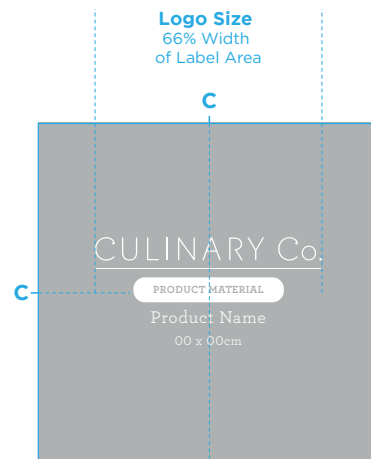 Logo Size
66% Width
of Label Area
C
CULINARY Co.
C
PRODUCT MATERIAL
Product Name
00 x 00cm